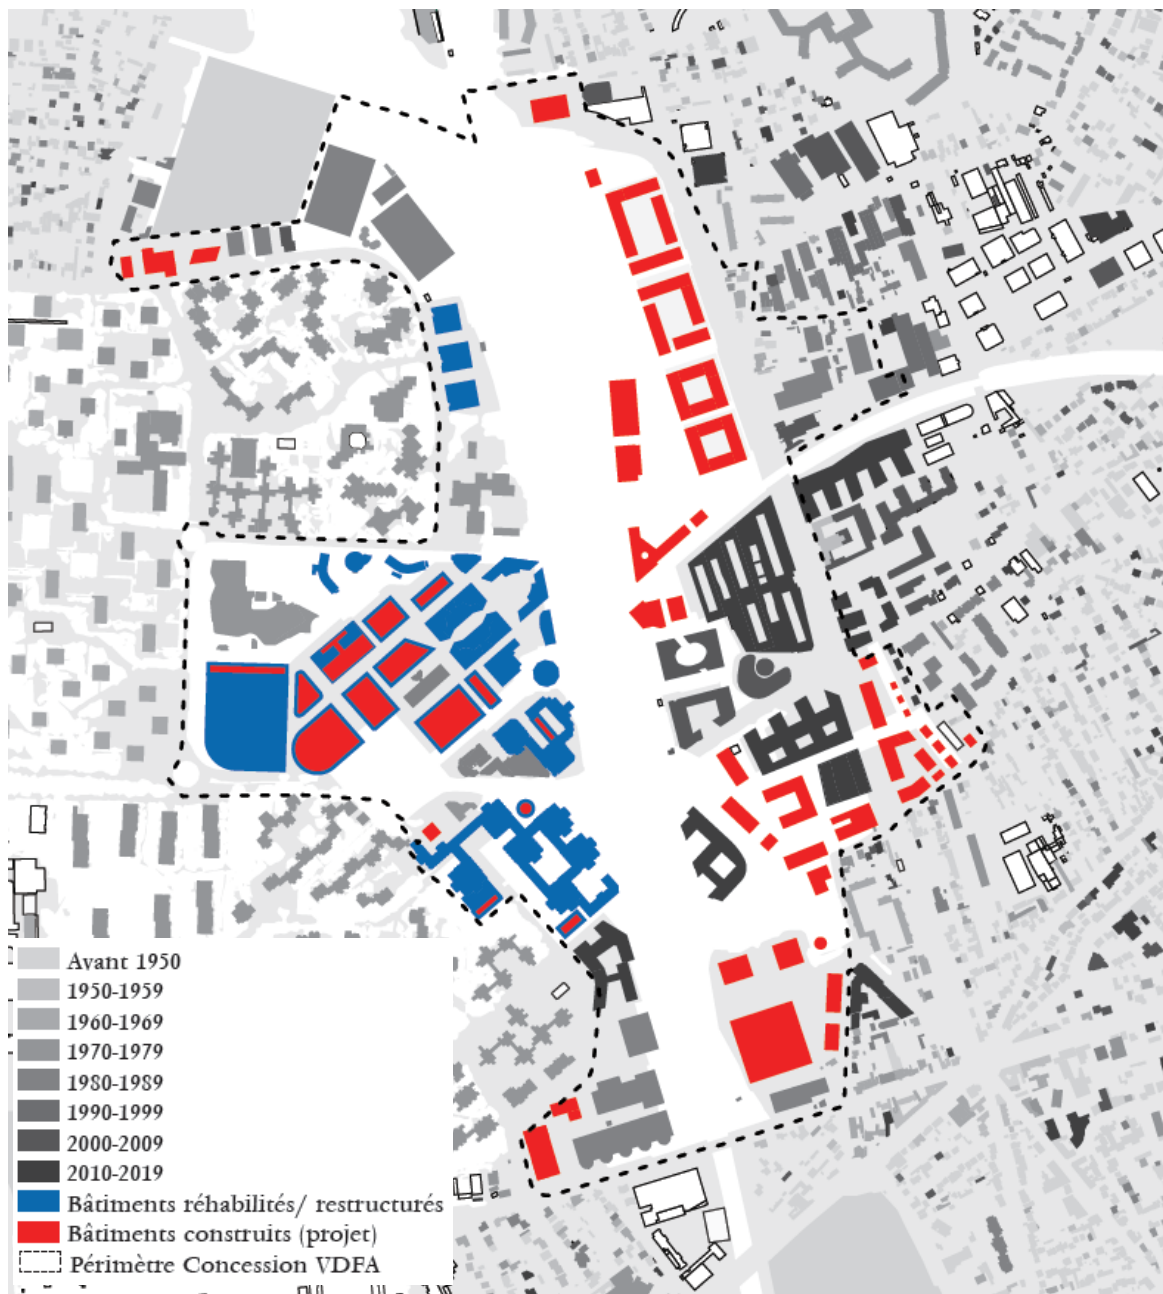 Avant 1950
1950-1959
1960-1969
1970-1979
1980-1989
1990-1999
2000-2009
2010-2019
Bâtiments réhabilités/ restructurés
Bâtiments construits (projet)
Périmètre Concession VDFA